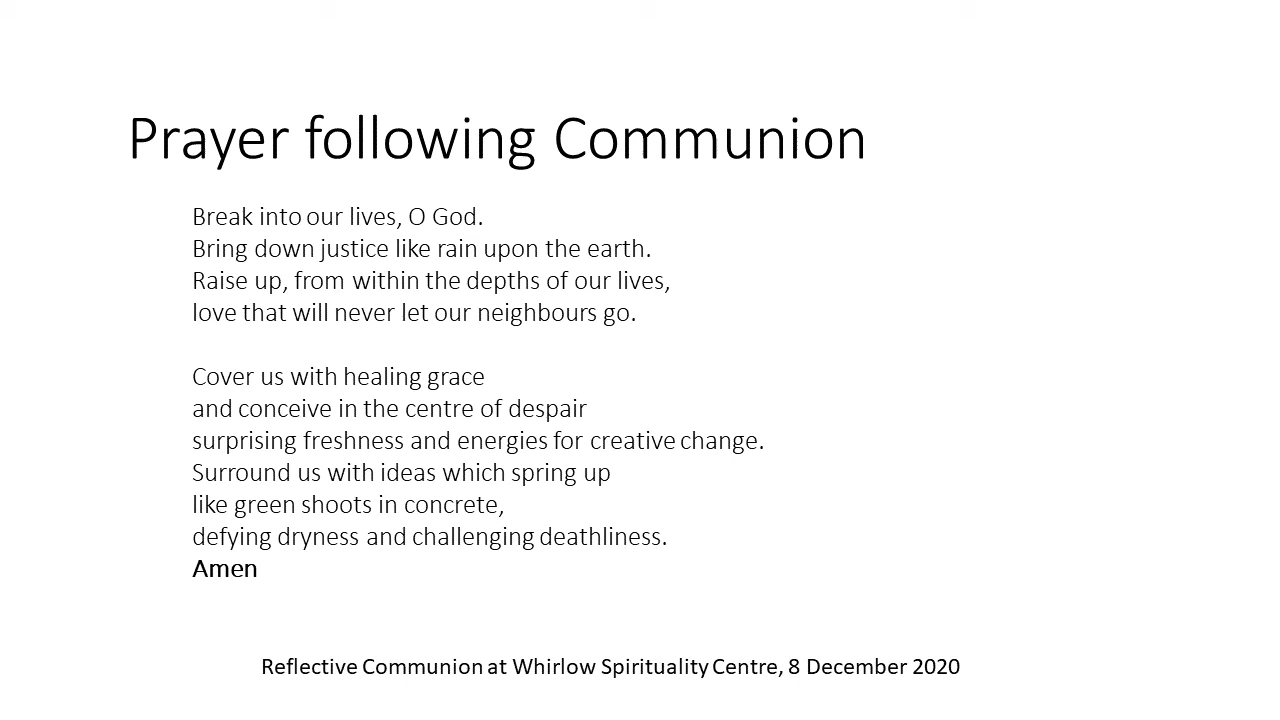 Prayer following Communion
Break into our lives, O God.
Bring down justice like rain upon the earth.
Raise up, from within the depths of our lives,
love that will never let our neighbours go.
Cover us with healing grace
and conceive in the centre of despair
surprising freshness and energies for creative change.
Surround us with ideas which spring up
like green shoots in concrete,
defying dryness and challenging deathliness.
Amen
Reflective Communion at Whirlow Spirituality Centre, 8 December 2020